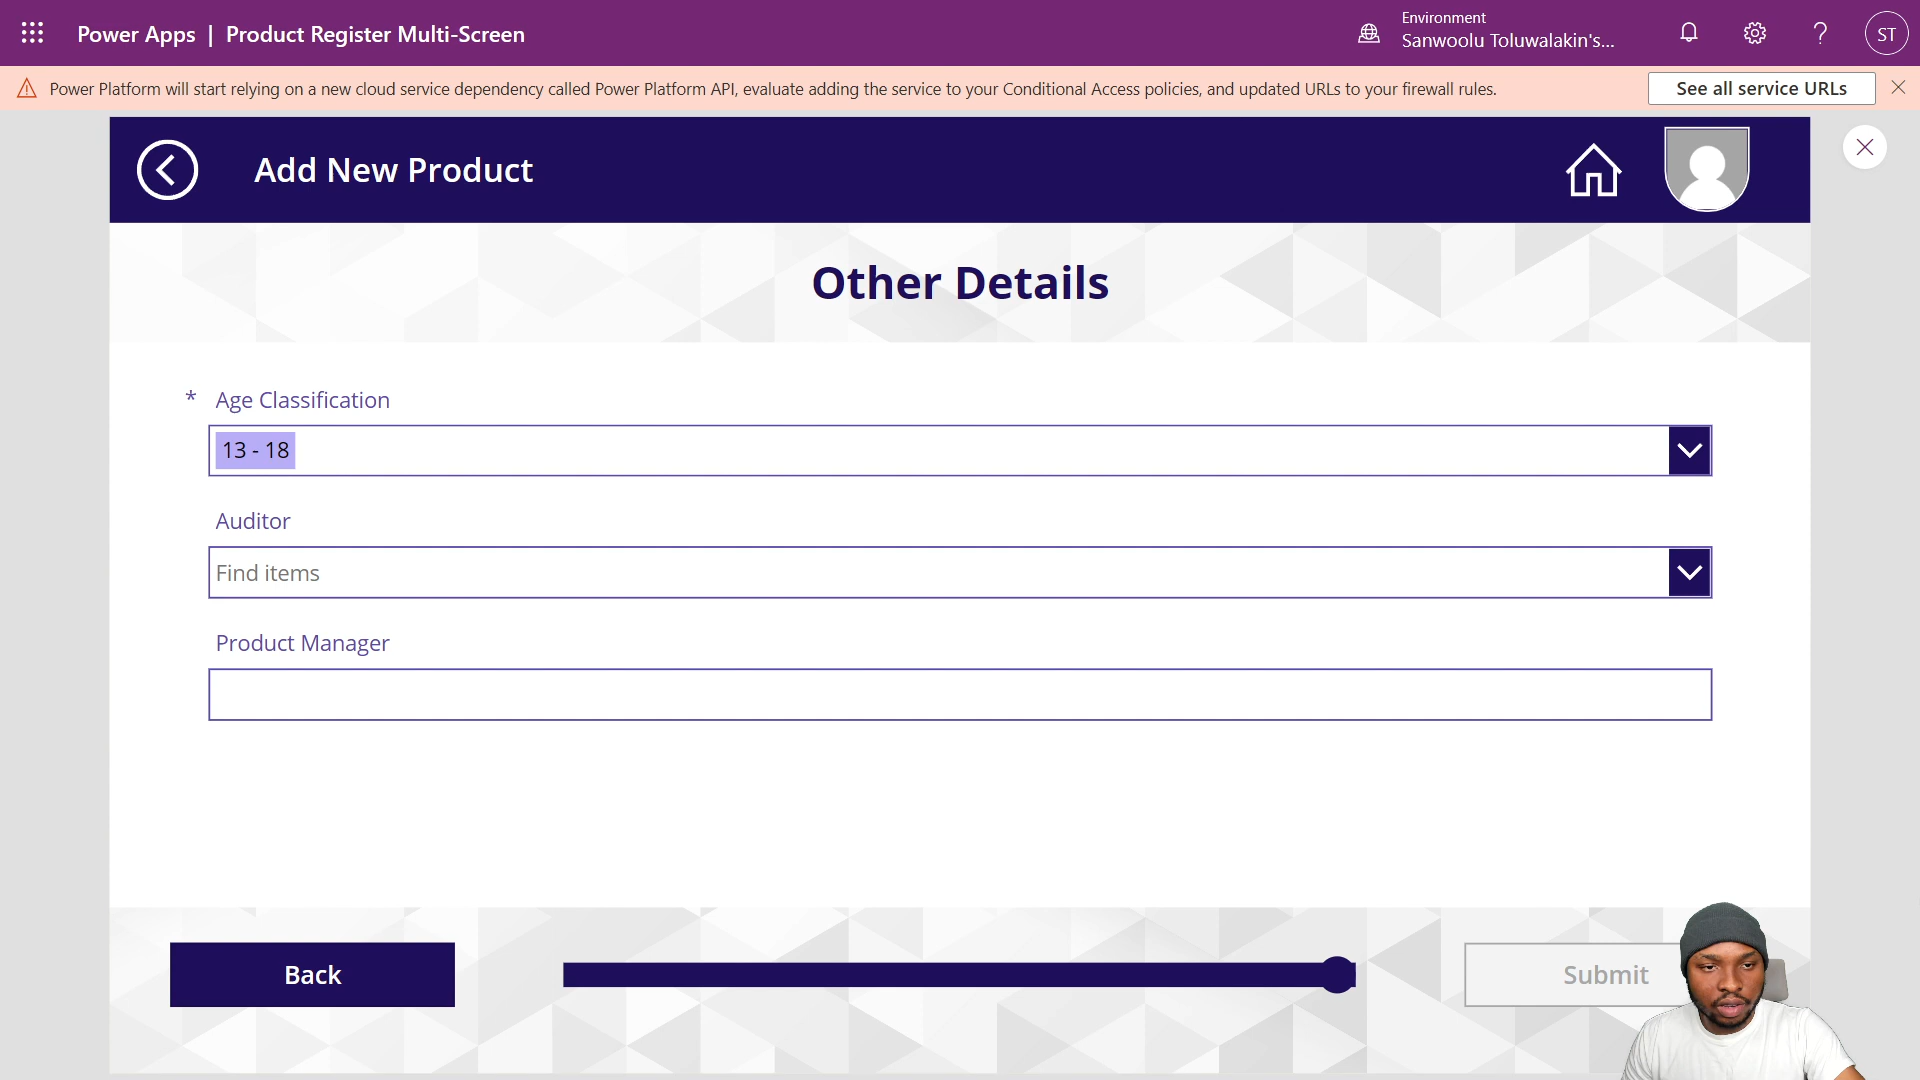 Power Apps | Product Register Multi-Screen
Environment
Sanwoolu Toluwalakin's...
ST
Power Platform will start relying on a new cloud service dependency called Power Platform API, evaluate adding the service to your Conditional Access policies, and updated URLs to your firewall rules.
See all service URLs
Add New Product
Other Details
* Age Classification
13 - 18
Auditor
Find items
Product Manager
Back
Submit